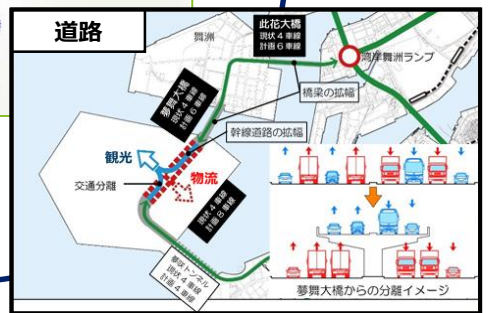 道路
舞洲
此花大橋
現状4車線
計画6車線
湾岸舞洲ランプ
夢舞大橋
現状4車線
計画6車線
橋梁の拡幅
幹線道路の拡幅
観光
交通分離
物流
現状4車線
計画8車線
夢咲トンネル
現状4車線
計画4車線
夢舞大橋からの分離イメージ